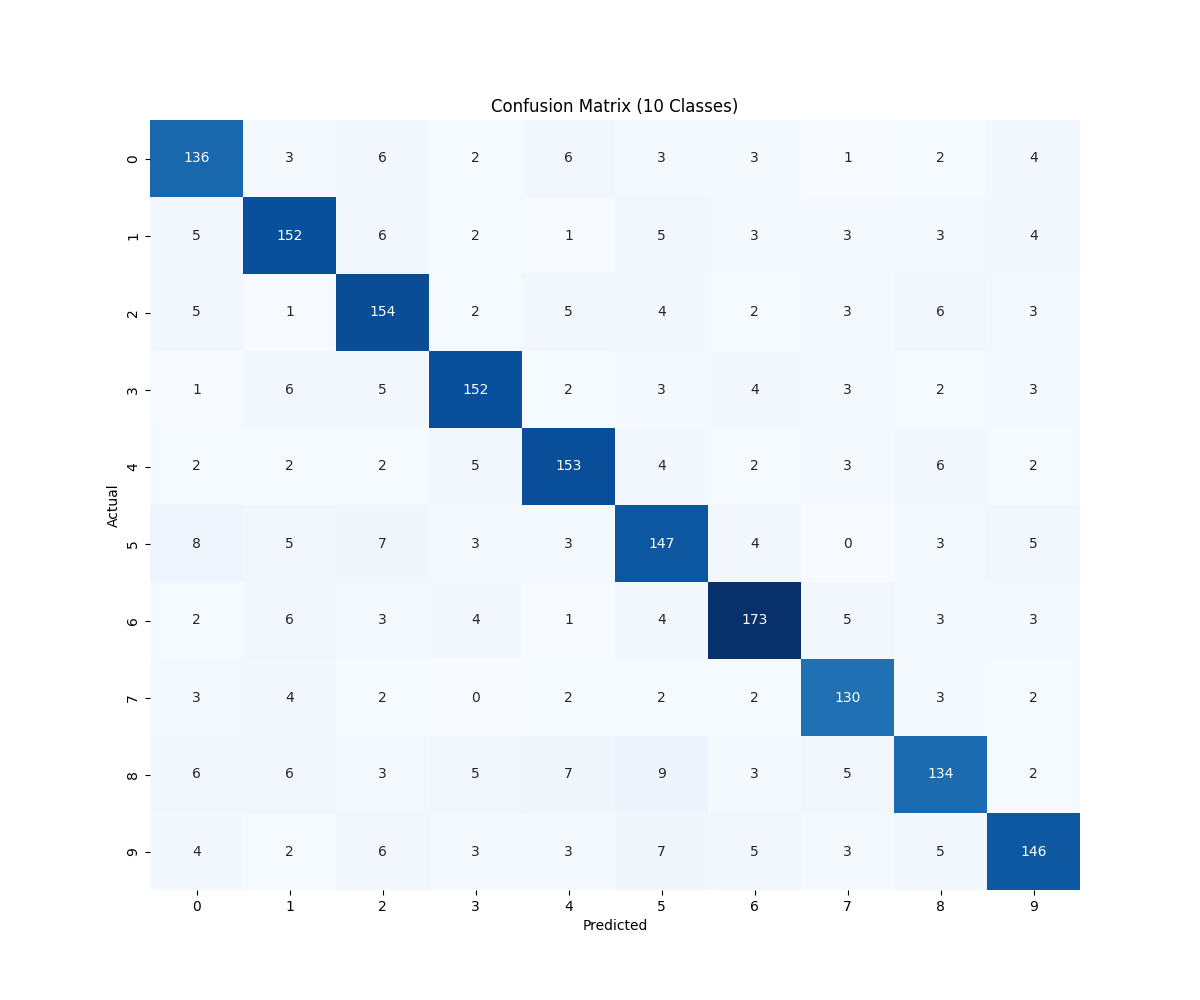 Confusion Matrix (10 Classes)
0 136 3 6 2 6 3 3 1 2 4
1 5 152 6 2 1 5 3 3 3 4
2 5 1 154 2 5 4 2 3 6 3
3 1 6 5 152 2 3 4 3 2 3
4 2 2 2 5 153 4 2 3 6 2
Actual
5 8 5 7 3 3 147 4 0 3 5
6 2 6 3 4 1 4 173 5 3 3
7 3 4 2 0 2 2 2 130 3 2
8 6 6 3 5 7 9 3 5 134 2
9 4 2 6 3 3 7 5 3 5 146
0 1 2 3 4 5 6 7 8 9
Predicted